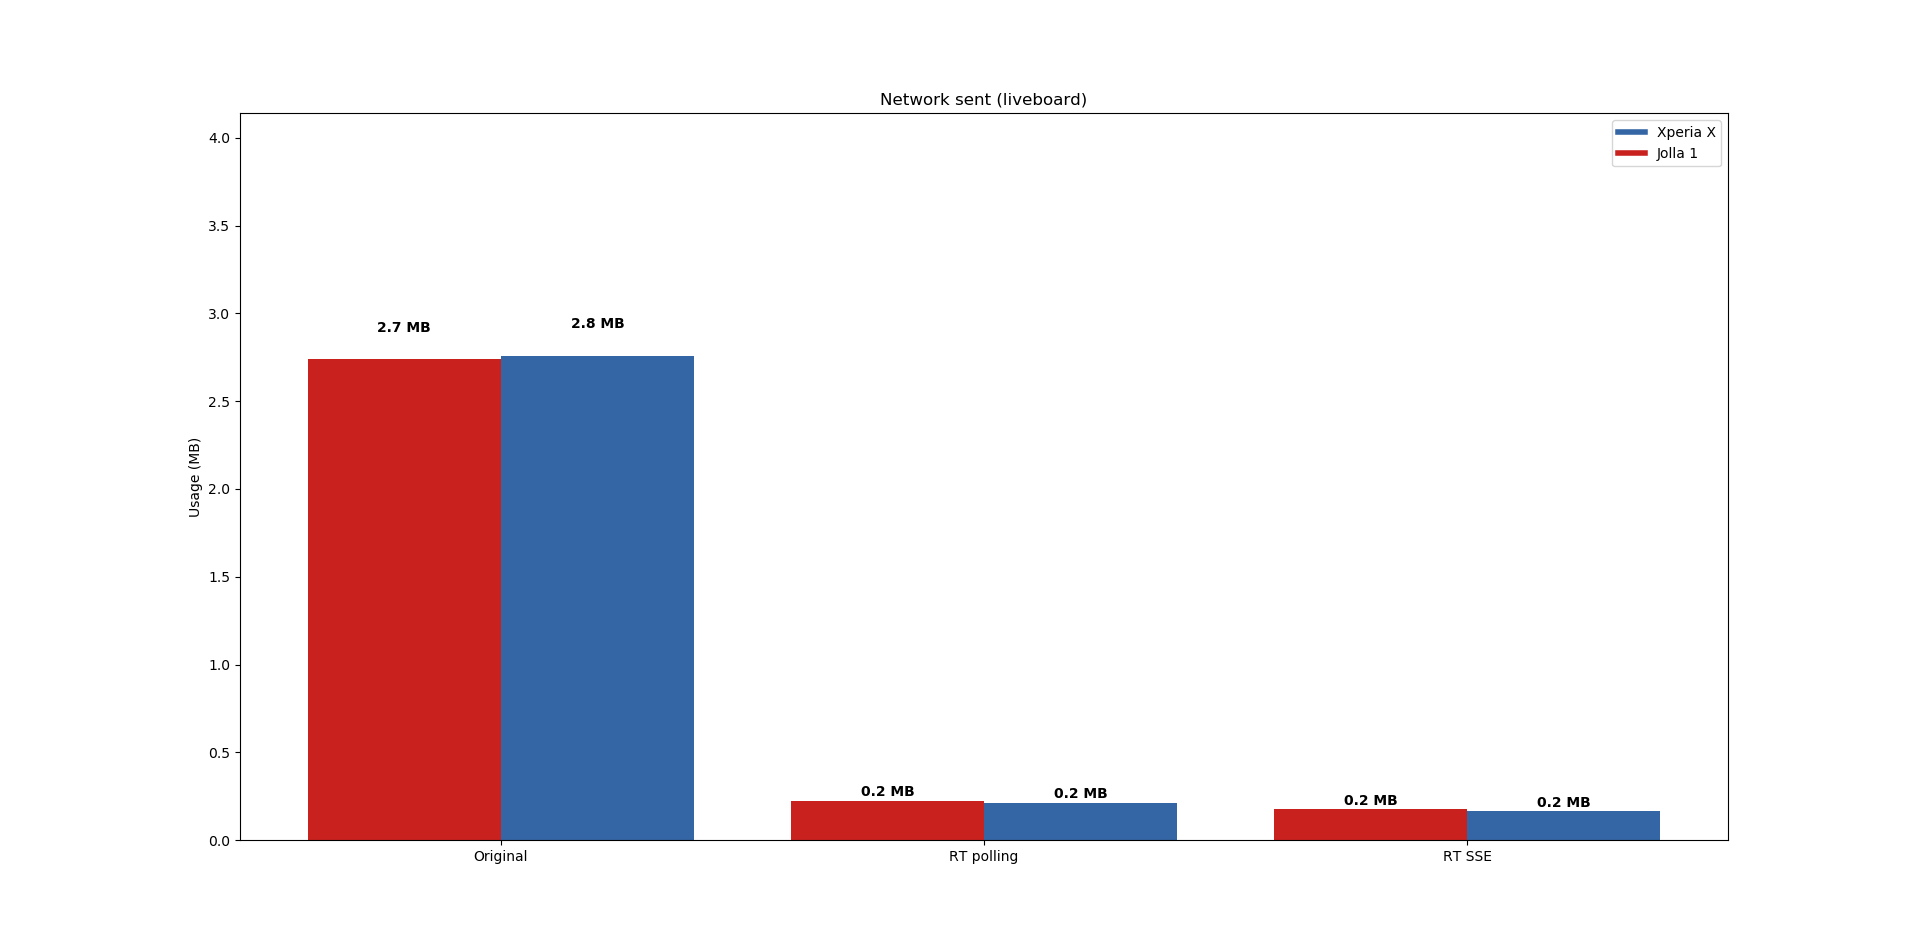 Network sent (liveboard)
Xperia X
Jolla 1
Usage (MB)
4.0
3.5
3.0
2.5
2.0
1.5
1.0
0.5
0.0
2.7 MB
2.8 MB
0.2 MB
0.2 MB
0.2 MB
0.2 MB
Original
RT polling
RT SSE